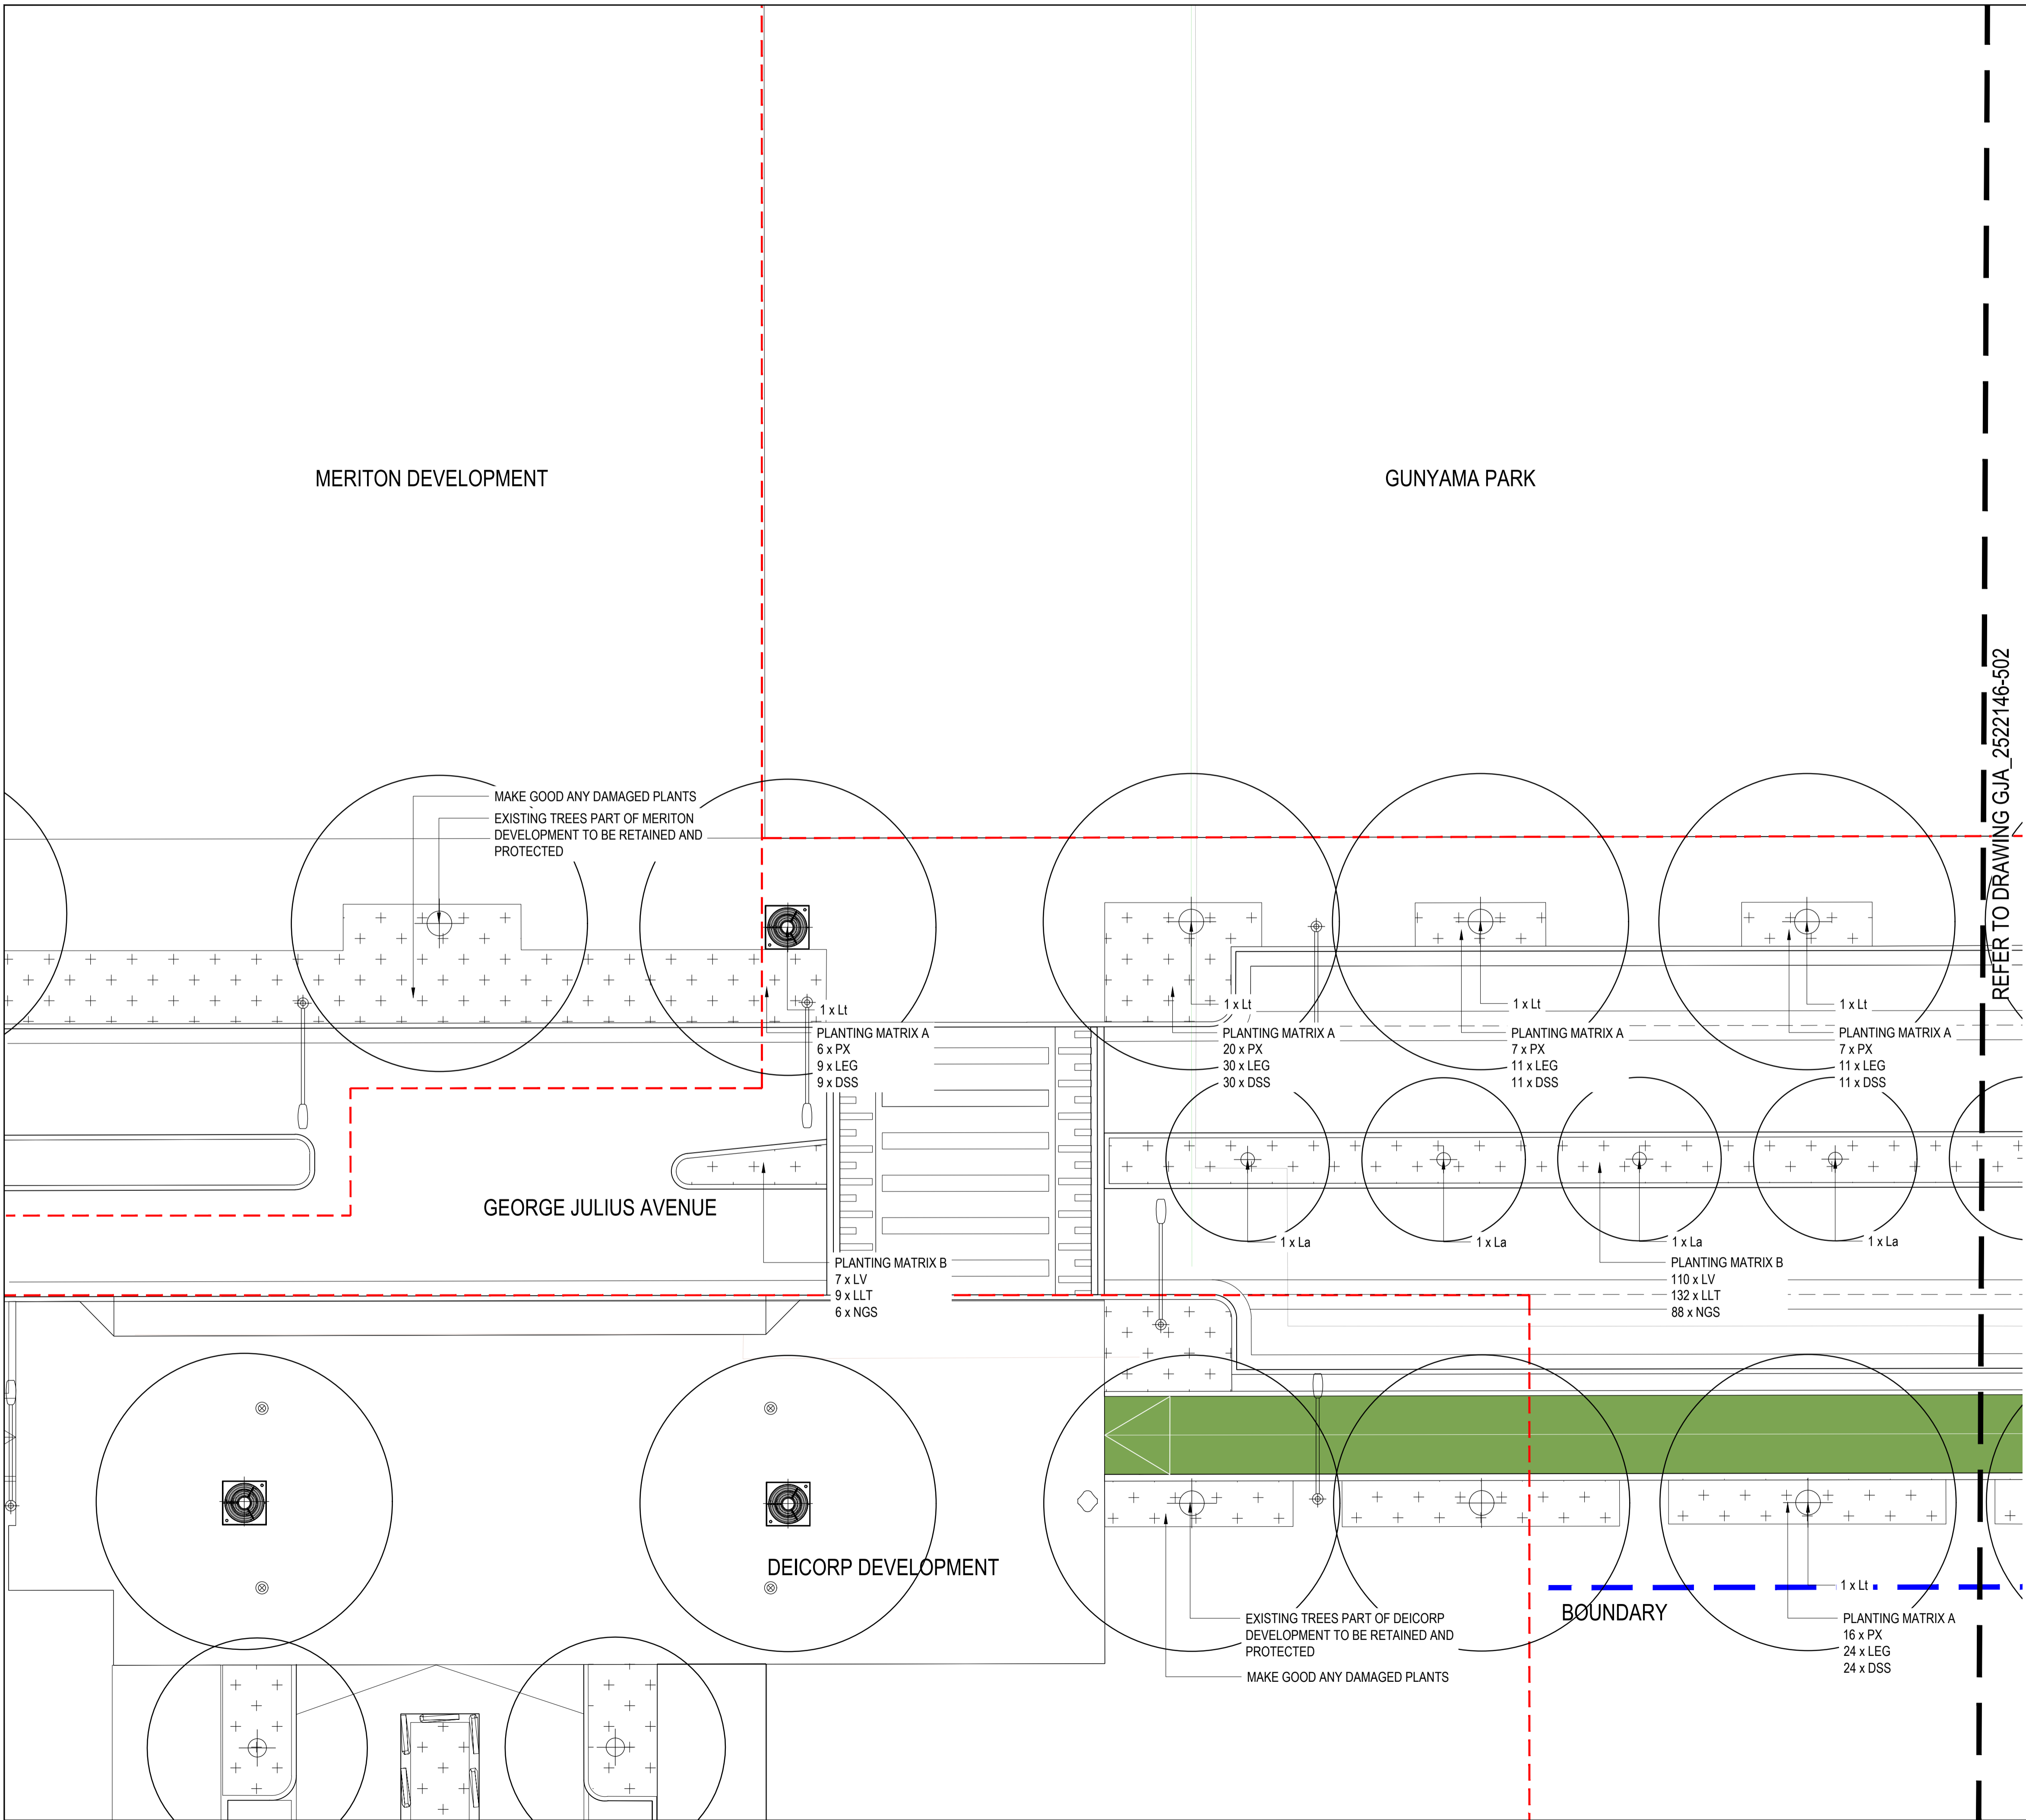 MERITON DEVELOPMENT
GUNYAMA PARK
REFER TO DRAWING GJA_2522146-502
MAKE GOOD ANY DAMAGED PLANTS
EXISTING TREES PART OF MERITON
DEVELOPMENT TO BE RETAINED AND
PROTECTED
1 x Lt
PLANTING MATRIX A
6 x PX
9 x LEG
9 x DSS
1 x Lt
PLANTING MATRIX A
20 x PX
30 x LEG
30 x DSS
1 x Lt
PLANTING MATRIX A
7 x PX
11 x LEG
11 x DSS
1 x Lt
PLANTING MATRIX A
7 x PX
11 x LEG
11 x DSS
GEORGE JULIUS AVENUE
1 x La
1 x La
1 x La
1 x La
PLANTING MATRIX B
7 x LV
9 x LLT
6 x NGS
PLANTING MATRIX B
110 x LV
132 x LLT
88 x NGS
DEICORP DEVELOPMENT
EXISTING TREES PART OF DEICORP
DEVELOPMENT TO BE RETAINED AND
PROTECTED
MAKE GOOD ANY DAMAGED PLANTS
BOUNDARY
1 x Lt
PLANTING MATRIX A
16 x PX
24 x LEG
24 x DSS